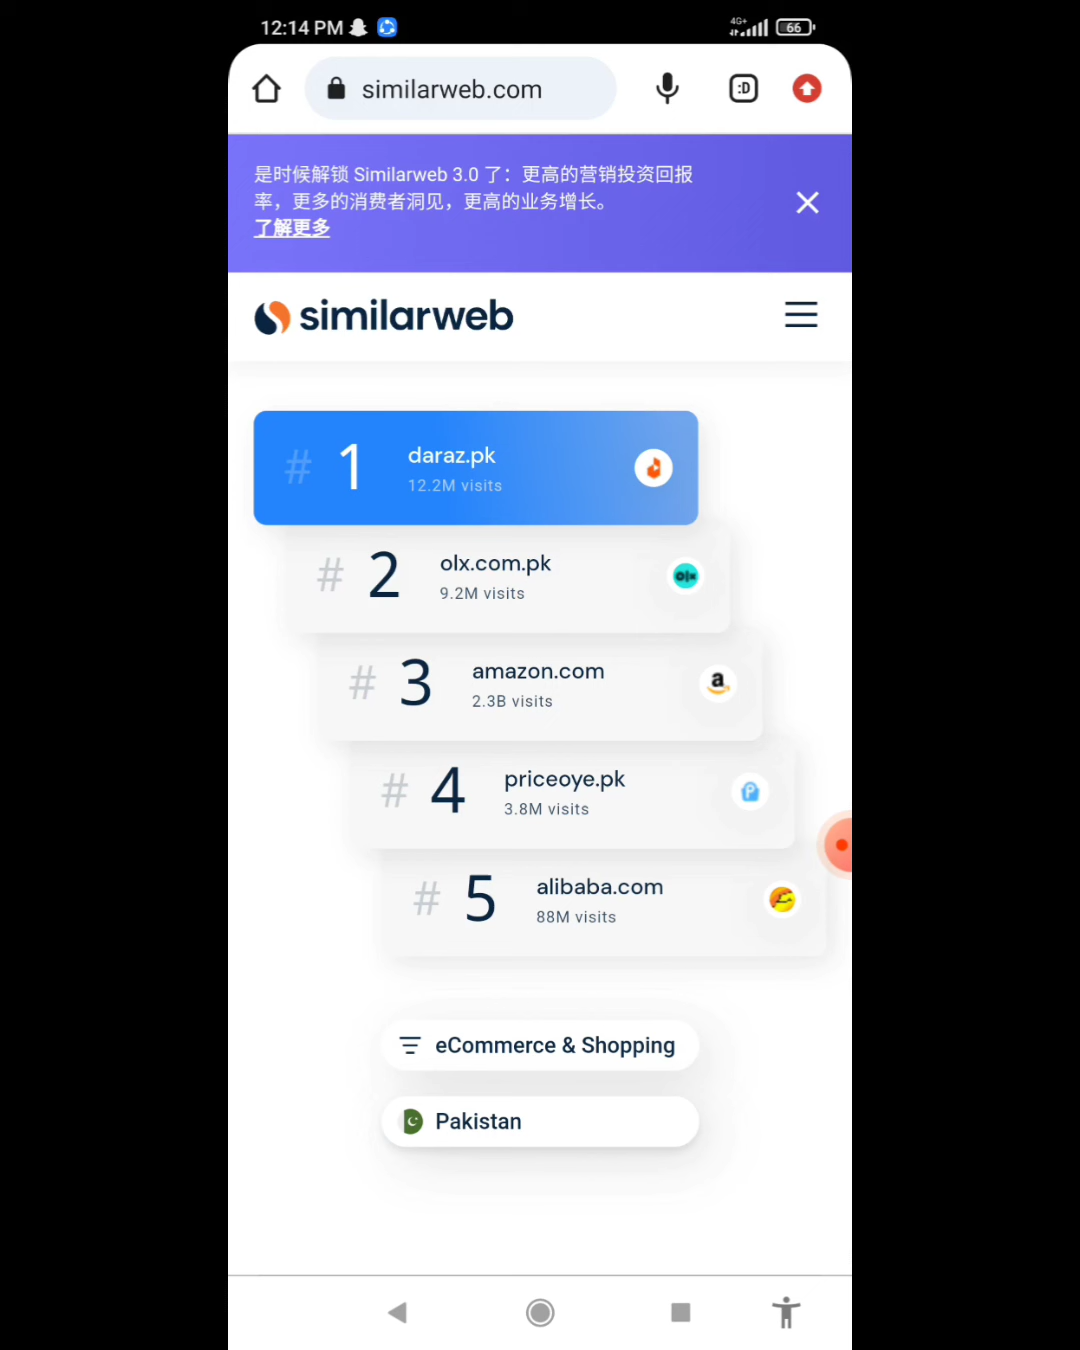 12:14 PM
4G+
66
similarweb.com
:D
是时候解锁 Similarweb 3.0 了：更高的营销投资回报
率，更多的消费者洞见，更高的业务增长。
了解更多
similarweb
# 1 daraz.pk
12.2M visits
# 2 olx.com.pk
9.2M visits
olx
# 3 amazon.com
2.3B visits
a
# 4 priceoye.pk
3.8M visits
P
# 5 alibaba.com
88M visits
eCommerce & Shopping
Pakistan